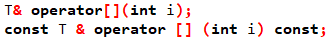 T& operator[](int i);
const T & operator [] (int i) const;